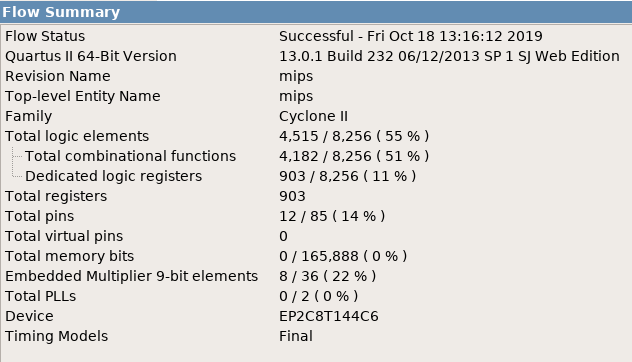 Flow Summary
Flow Status Successful - Fri Oct 18 13:16:12 2019
Quartus II 64-Bit Version 13.0.1 Build 232 06/12/2013 SP 1 SJ Web Edition
Revision Name mips
Top-level Entity Name mips
Family Cyclone II
Total logic elements 4,515 / 8,256 ( 55 % )
Total combinational functions 4,182 / 8,256 ( 51 % )
Dedicated logic registers 903 / 8,256 ( 11 % )
Total registers 903
Total pins 12 / 85 ( 14 % )
Total virtual pins 0
Total memory bits 0 / 165,888 ( 0 % )
Embedded Multiplier 9-bit elements 8 / 36 ( 22 % )
Total PLLs 0 / 2 ( 0 % )
Device EP2C8T144C6
Timing Models Final